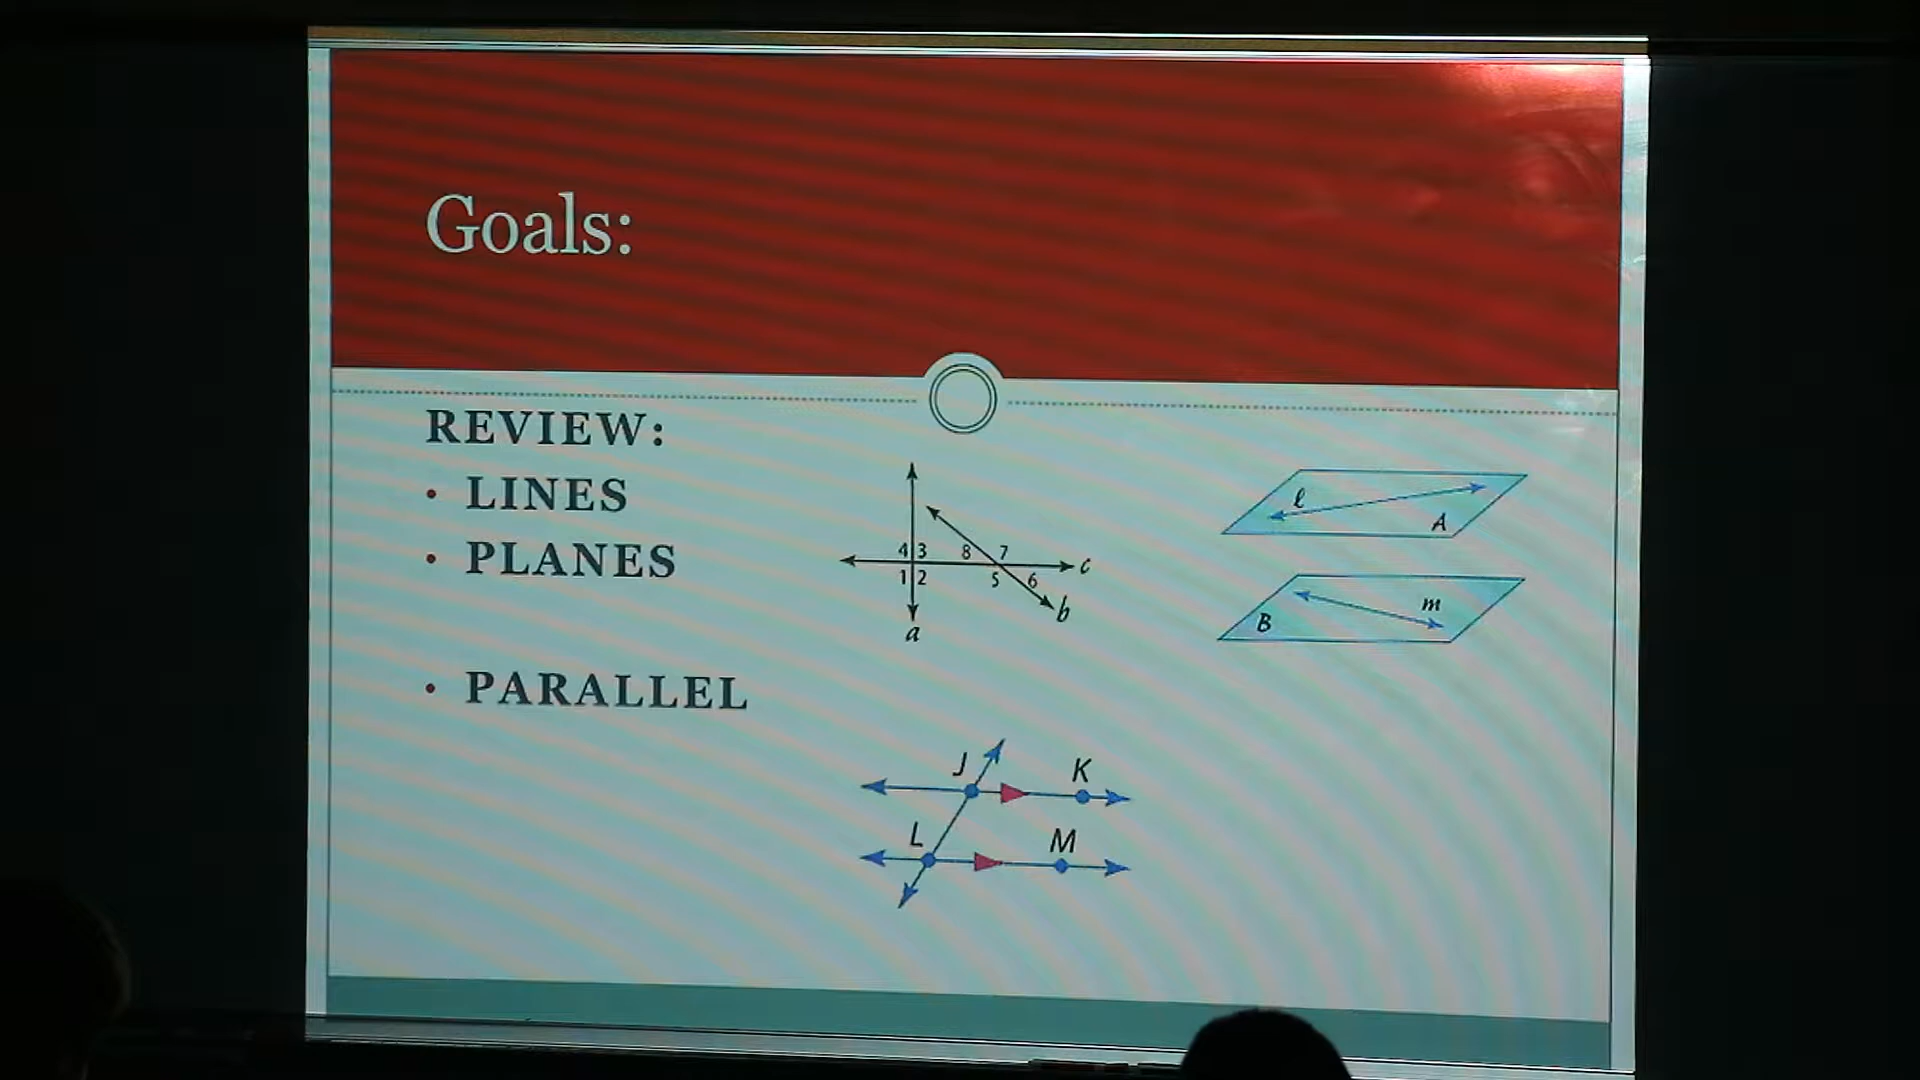 Goals:
REVIEW:
• LINES
• PLANES
• PARALLEL
4 3 8 7
1 2 5 6
c
b
a
ℓ
A
B
m
J K
L M